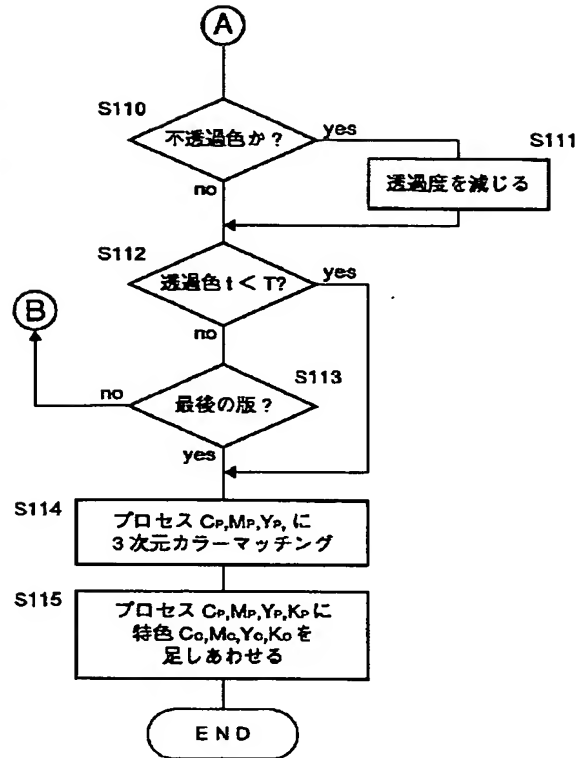 A
S110
不透過色か?
yes
S111
透過度を減じる
no
S112
透過色 t < T?
yes
B
no
S113
no
最後の版?
yes
S114
プロセス CP,MP,YP, に
3次元カラーマッチング
S115
プロセス CP,MP,YP,KP に
特色 CO,MO,YO,KO を
足しあわせる
END